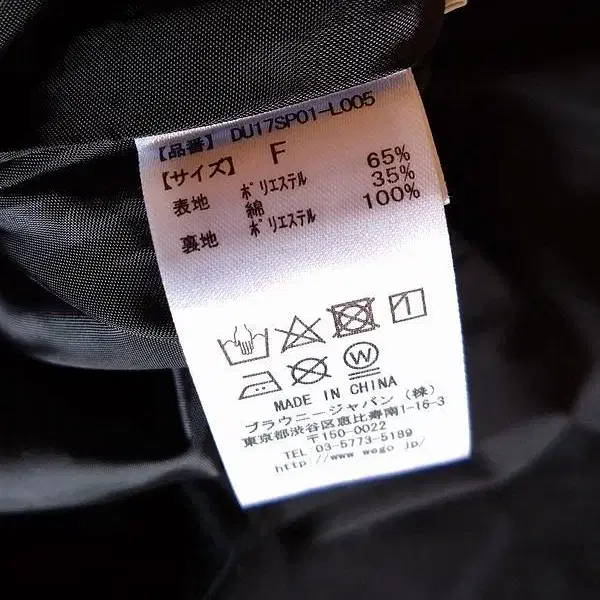 【品番】 DU17SP01-L005
【サイズ】 F
表地 ポリエステル 65%
綿 35%
裏地 ポリエステル 100%
W
MADE IN CHINA
ブラウニージャパン（株）
東京都渋谷区恵比寿南1-16-3
〒150-0022
TEL 03-5773-5189
http://www wego jp/